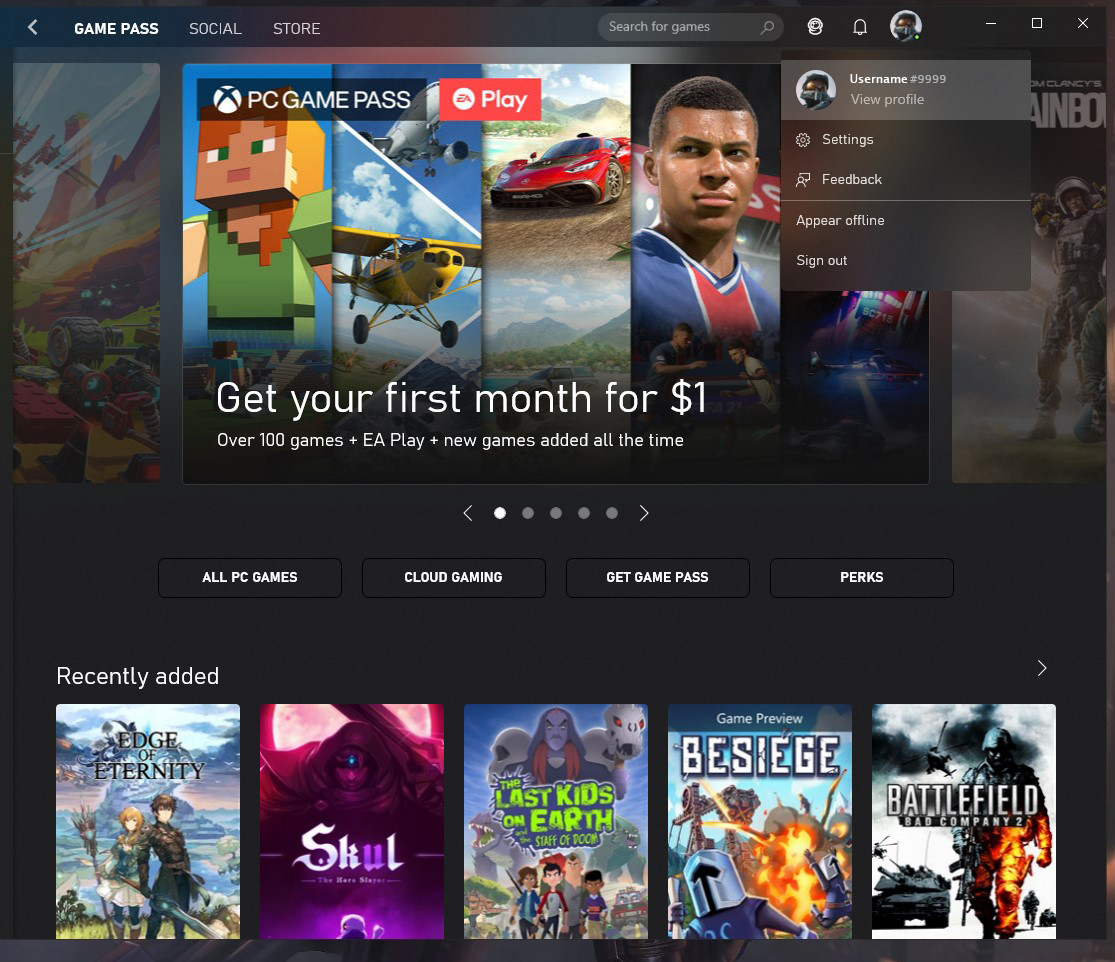 GAME PASS
SOCIAL
STORE
Search for games
Username #9999
View profile
Settings
Feedback
Appear offline
Sign out
PC GAME PASS
EA Play
Get your first month for $1
Over 100 games + EA Play + new games added all the time
OM CLANCY'S
AINBO
SC715
ALL PC GAMES
CLOUD GAMING
GET GAME PASS
PERKS
Recently added
EDGE
OF
ETERNITY
Skul
The Hero Slayer
THE
LAST KIDS
ON EARTH
and the STAFF OF DOOM
Game Preview
BESIEGE
BATTLEFIELD
BAD COMPANY 2